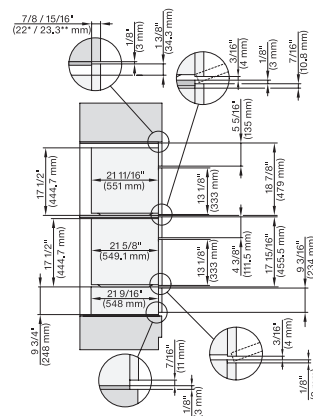 7/8 / 15/16"
(22* / 23.3** mm)
1/8"
(3 mm)
1 3/8"
(34.3 mm)
3/16"
(4 mm)
1/8"
(3 mm)
7/16"
(10.8 mm)
5 5/16"
(135 mm)
17 1/2"
(444.7 mm)
21 11/16"
(551 mm)
13 1/8"
(333 mm)
18 7/8"
(479 mm)
17 1/2"
(444.7 mm)
21 5/8"
(549.1 mm)
13 1/8"
(333 mm)
4 3/8"
(111.5 mm)
17 15/16"
(455.5 mm)
9 3/16"
(234 mm)
9 3/4"
(248 mm)
21 9/16"
(548 mm)
7/16"
(11 mm)
1/8"
(3
3/16"
(4 mm)
1/8"